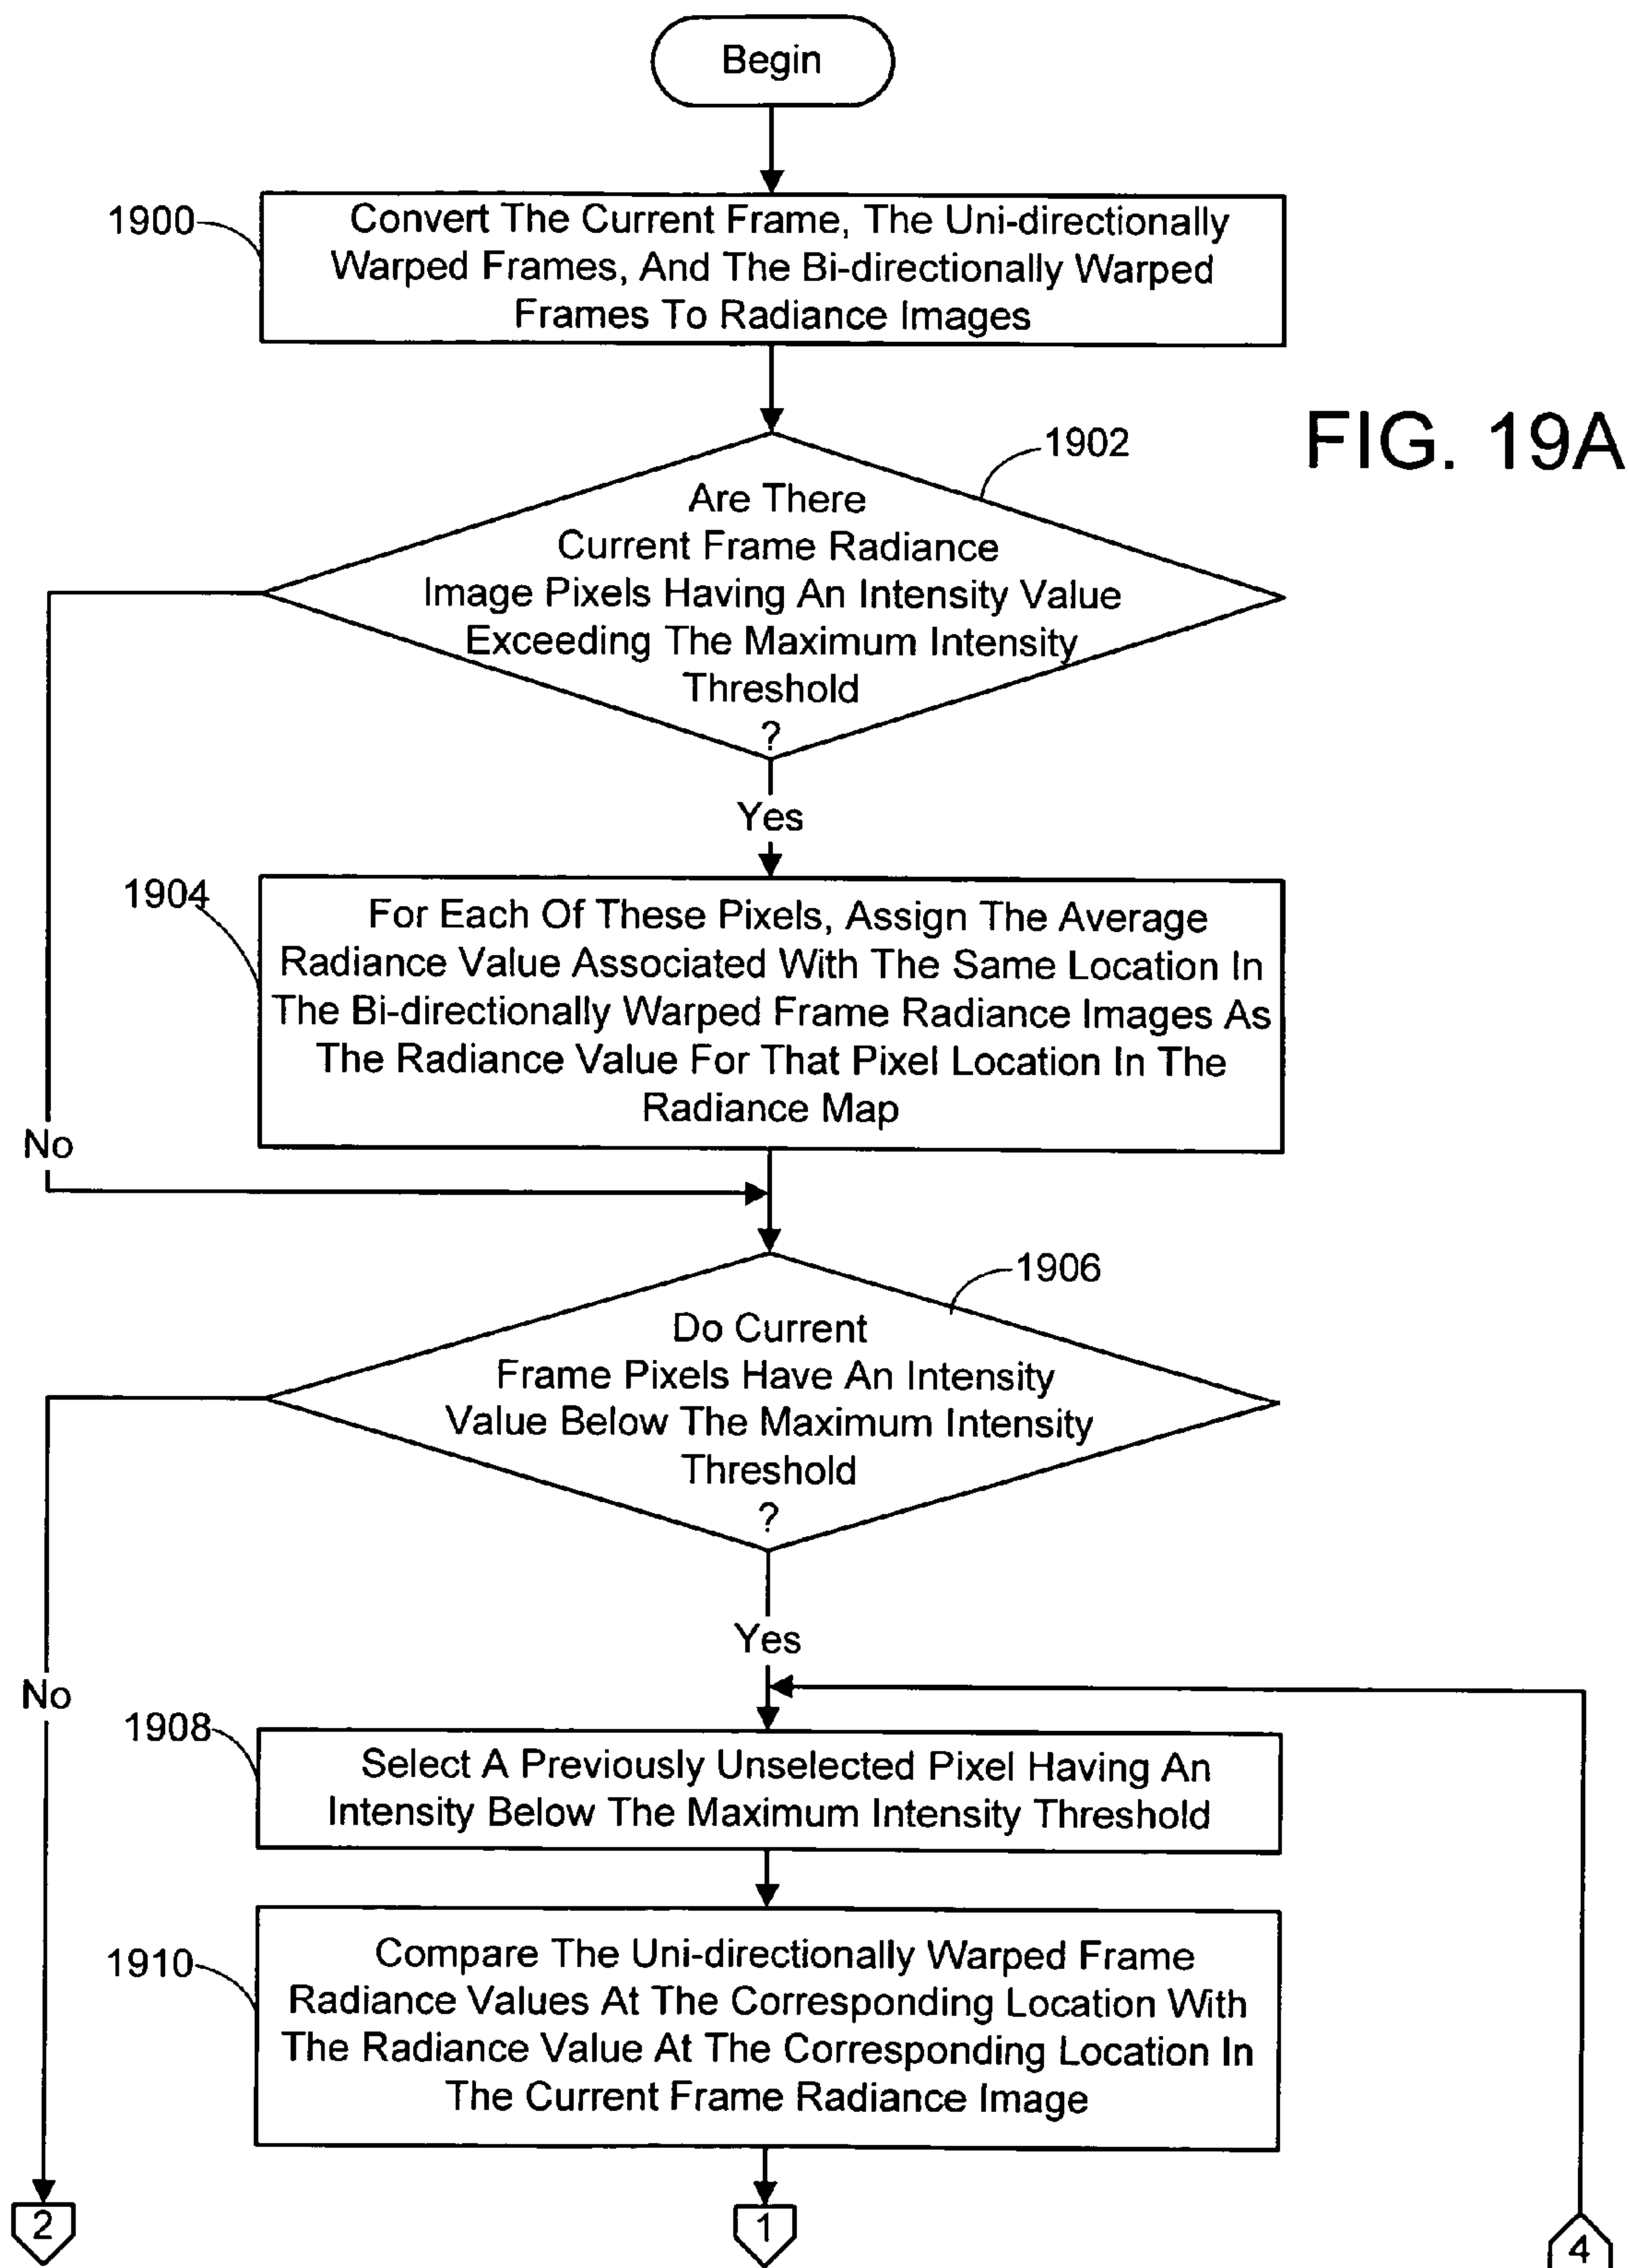 Begin
1900
Convert The Current Frame, The Uni-directionally
Warped Frames, And The Bi-directionally Warped
Frames To Radiance Images
FIG. 19A
1902
Are There
Current Frame Radiance
Image Pixels Having An Intensity Value
Exceeding The Maximum Intensity
Threshold
?
Yes
1904
For Each Of These Pixels, Assign The Average
Radiance Value Associated With The Same Location In
The Bi-directionally Warped Frame Radiance Images As
The Radiance Value For That Pixel Location In The
Radiance Map
No
1906
Do Current
Frame Pixels Have An Intensity
Value Below The Maximum Intensity
Threshold
?
Yes
No
1908
Select A Previously Unselected Pixel Having An
Intensity Below The Maximum Intensity Threshold
1910
Compare The Uni-directionally Warped Frame
Radiance Values At The Corresponding Location With
The Radiance Value At The Corresponding Location In
The Current Frame Radiance Image
2
1
4